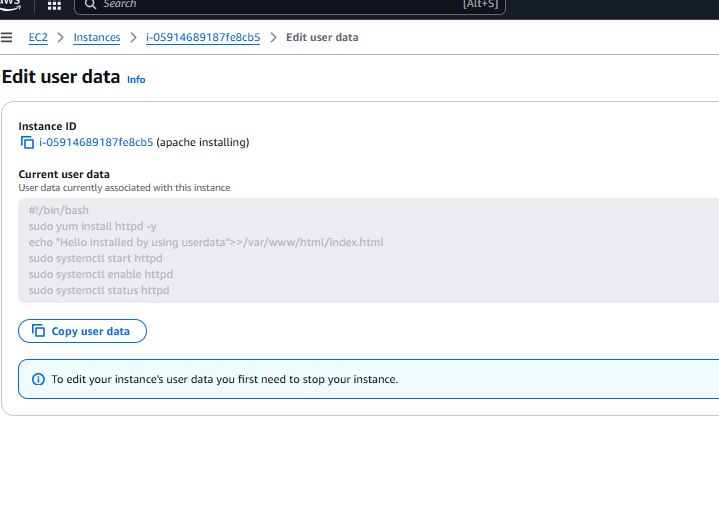 aws
Search
[Alt+S]
EC2 > Instances > i-05914689187fe8cb5 > Edit user data
Edit user data Info
Instance ID
i-05914689187fe8cb5 (apache installing)
Current user data
User data currently associated with this instance
#!/bin/bash
sudo yum install httpd -y
echo "Hello installed by using userdata">>/var/www/html/index.html
sudo systemctl start httpd
sudo systemctl enable httpd
sudo systemctl status httpd
Copy user data
To edit your instance's user data you first need to stop your instance.